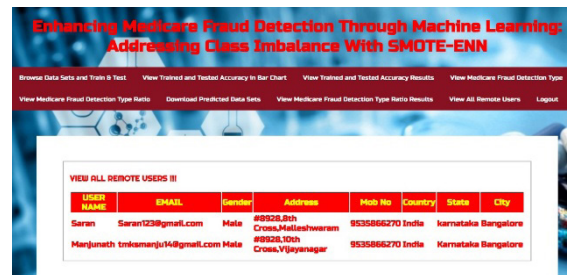 Enhancing Medicare Fraud Detection Through Machine Learning:
Addressing Class Imbalance With SMOTE-ENN
Browse Data Sets and Train & Test View Trained and Tested Accuracy in Bar Chart View Trained and Tested Accuracy Results View Medicare Fraud Detection Type
View Medicare Fraud Detection Type Ratio Download Predicted Data Sets View Medicare Fraud Detection Type Ratio Results View All Remote Users Logout
VIEW ALL REMOTE USERS !!!
USER NAME EMAIL Gender Address Mob No Country State City
Saran Saran123@gmail.com Male #8928,8th Cross,Malleshwaram 9535866270 India karnataka Bangalore
Manjunath tmksmanju14@gmail.com Male #8928,10th Cross,Vijayanagar 9535866270 India Karnataka Bangalore